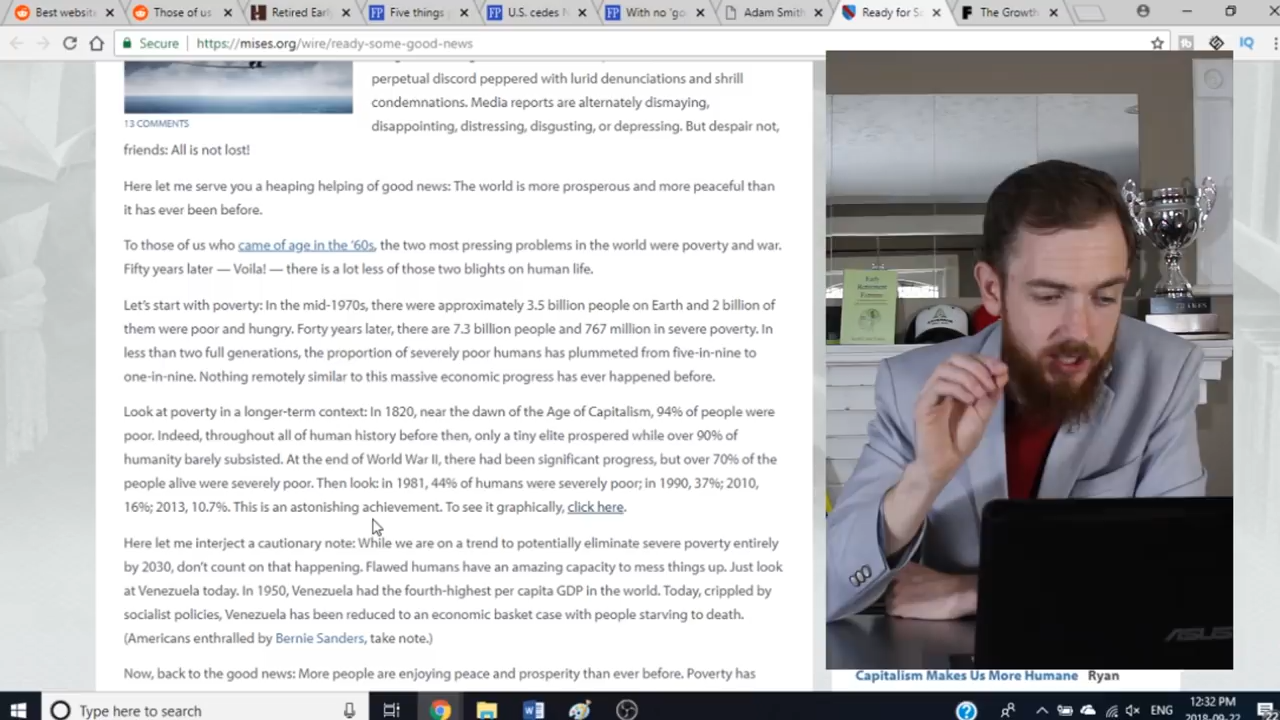 Best website
Those of us
Retired Earl
Five things
U.S. cedes
With no 'go
Adam Smith
Ready for S
The Growth
Secure
https://mises.org/wire/ready-some-good-news
perpetual discord peppered with lurid denunciations and shrill
condemnations. Media reports are alternately dismaying,
13 COMMENTS
disappointing, distressing, disgusting, or depressing. But despair not,
friends: All is not lost!
Here let me serve you a heaping helping of good news: The world is more prosperous and more peaceful than
it has ever been before.
To those of us who came of age in the '60s, the two most pressing problems in the world were poverty and war.
Fifty years later — Voila! — there is a lot less of those two blights on human life.
Let's start with poverty: In the mid-1970s, there were approximately 3.5 billion people on Earth and 2 billion of
them were poor and hungry. Forty years later, there are 7.3 billion people and 767 million in severe poverty. In
less than two full generations, the proportion of severely poor humans has plummeted from five-in-nine to
one-in-nine. Nothing remotely similar to this massive economic progress has ever happened before.
Look at poverty in a longer-term context: In 1820, near the dawn of the Age of Capitalism, 94% of people were
poor. Indeed, throughout all of human history before then, only a tiny elite prospered while over 90% of
humanity barely subsisted. At the end of World War II, there had been significant progress, but over 70% of the
people alive were severely poor. Then look: in 1981, 44% of humans were severely poor; in 1990, 37%; 2010,
16%; 2013, 10.7%. This is an astonishing achievement. To see it graphically, click here.
Here let me interject a cautionary note: While we are on a trend to potentially eliminate severe poverty entirely
by 2030, don't count on that happening. Flawed humans have an amazing capacity to mess things up. Just look
at Venezuela today. In 1950, Venezuela had the fourth-highest per capita GDP in the world. Today, crippled by
socialist policies, Venezuela has been reduced to an economic basket case with people starving to death.
(Americans enthralled by Bernie Sanders, take note.)
Now, back to the good news: More people are enjoying peace and prosperity than ever before. Poverty has
Early
Retirement
ASUS
Capitalism Makes Us More Humane Ryan
Type here to search
ENG
12:32 PM